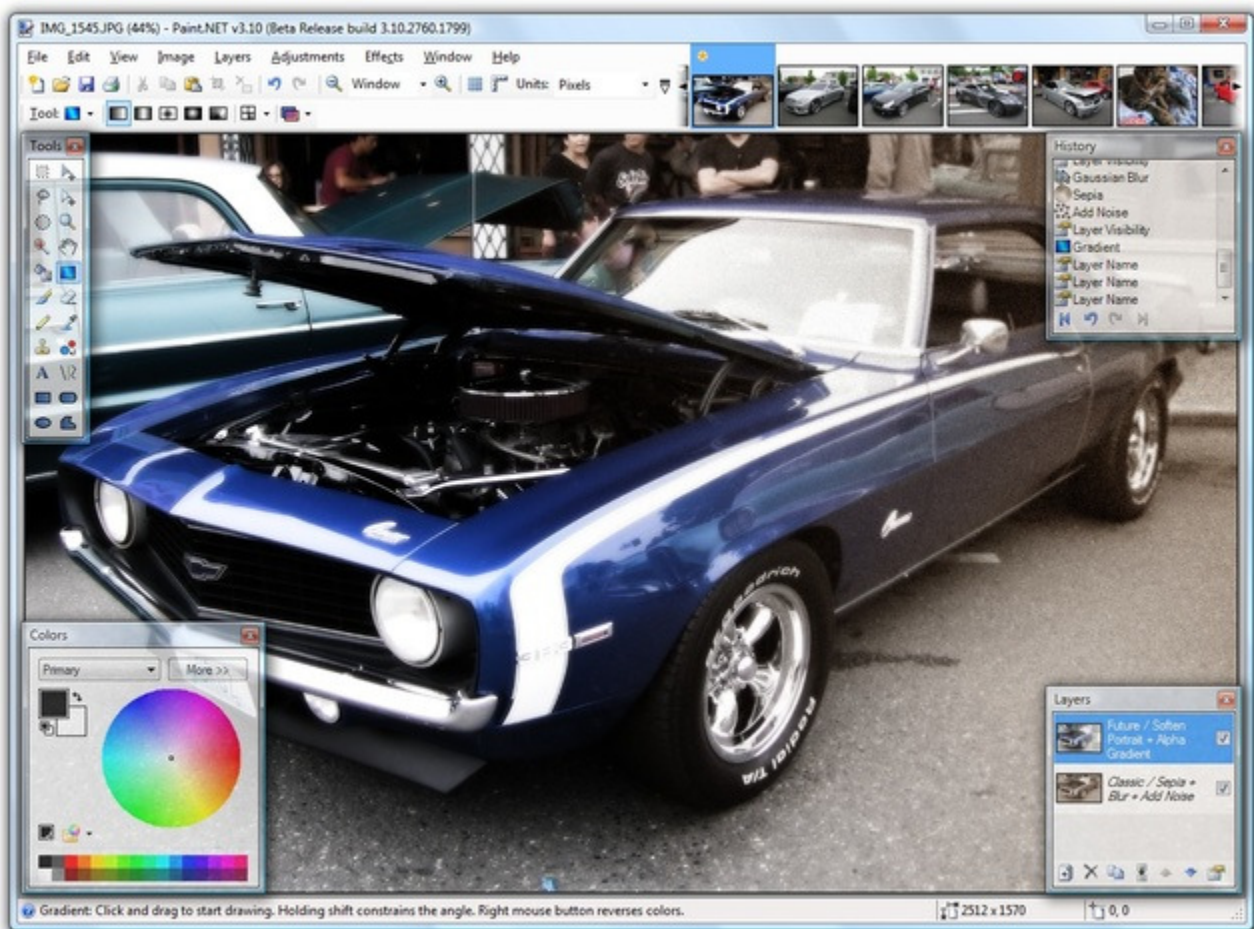 IMG_1545.JPG (44%) - Paint.NET v3.10 (Beta Release build 3.10.2760.1799)
File Edit View Image Layers Adjustments Effects Window Help
Window Units: Pixels
Tool:
Tools
History
Layer Visibility
Gaussian Blur
Sepia
Add Noise
Layer Visibility
Gradient
Layer Name
Layer Name
Layer Name
Radial T/A
Colors
Primary More >>
Layers
Future / Soften
Portrait + Alpha
Gradient
Classic / Sepia +
Blur + Add Noise
Gradient: Click and drag to start drawing. Holding shift constrains the angle. Right mouse button reverses colors.
2512 x 1570
0, 0